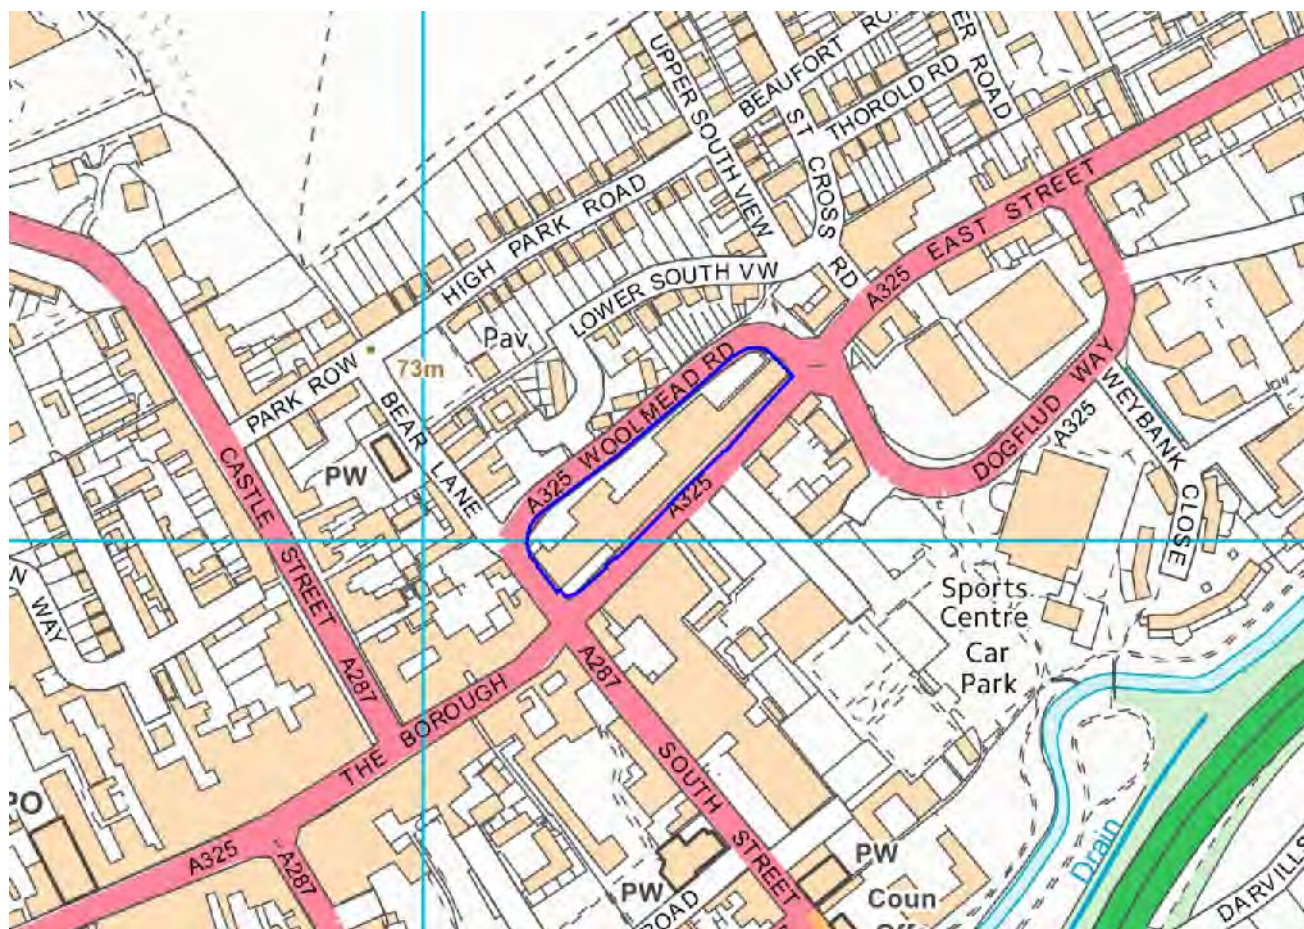 UPPER SOUTH VIEW
BEAUFORT RO
ER ROAD
THOROLD RD
ST CROSS
RD
HIGH PARK ROAD
A325 EAST STREET
LOWER SOUTH VW
Pav
73m
PARK ROW
BEAR LANE
A325 WOOLMEAD RD
A325
DOGFLUD WAY
A325
WEYBANK
CLOSE
PW
CASTLE
STREET
A287
N WAY
Sports
Centre
Car
Park
A287
THE BOROUGH
SOUTH
STREET
PO
A325
A287
PW
PW
ROAD
Coun
Drain
DARVILLS